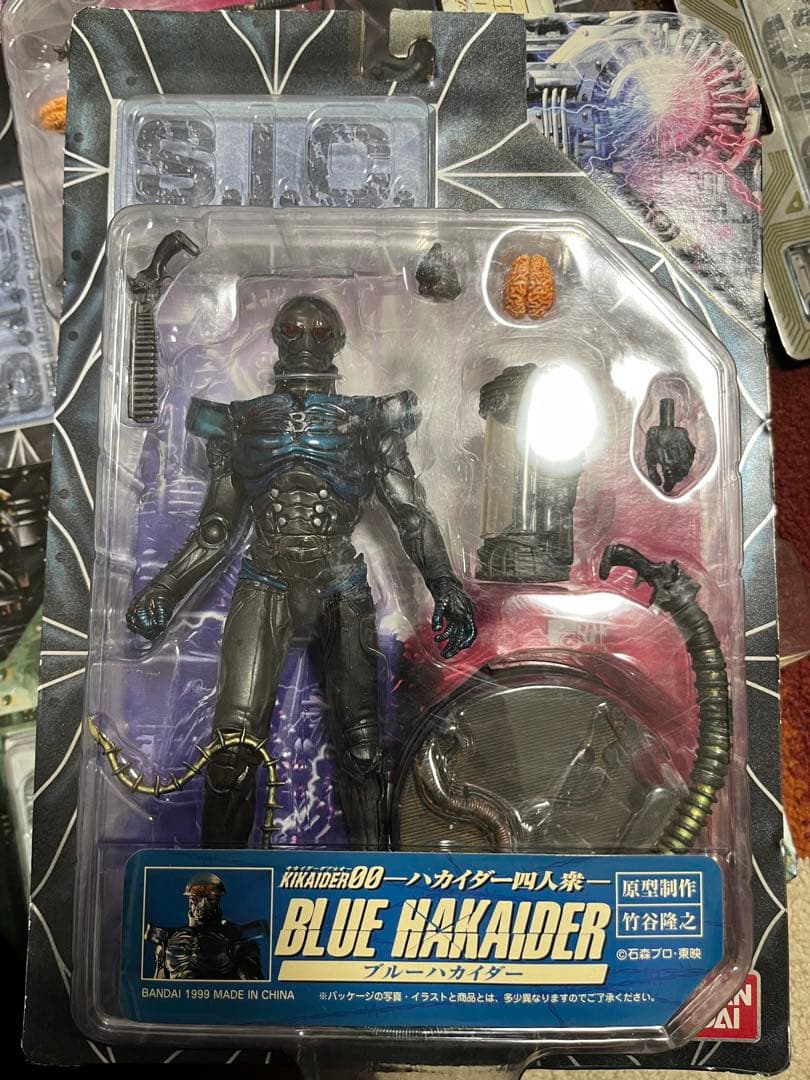 S.I.C.
B
キカイダーダブルオー
KIKAIDER00 ―ハカイダー四人衆―
BLUE HAKAIDER
ブルーハカイダー
原型制作
竹谷隆之
©石森プロ・東映
BANDAI 1999 MADE IN CHINA
※パッケージの写真・イラストと商品とは、多少異なりますのでご了承ください。